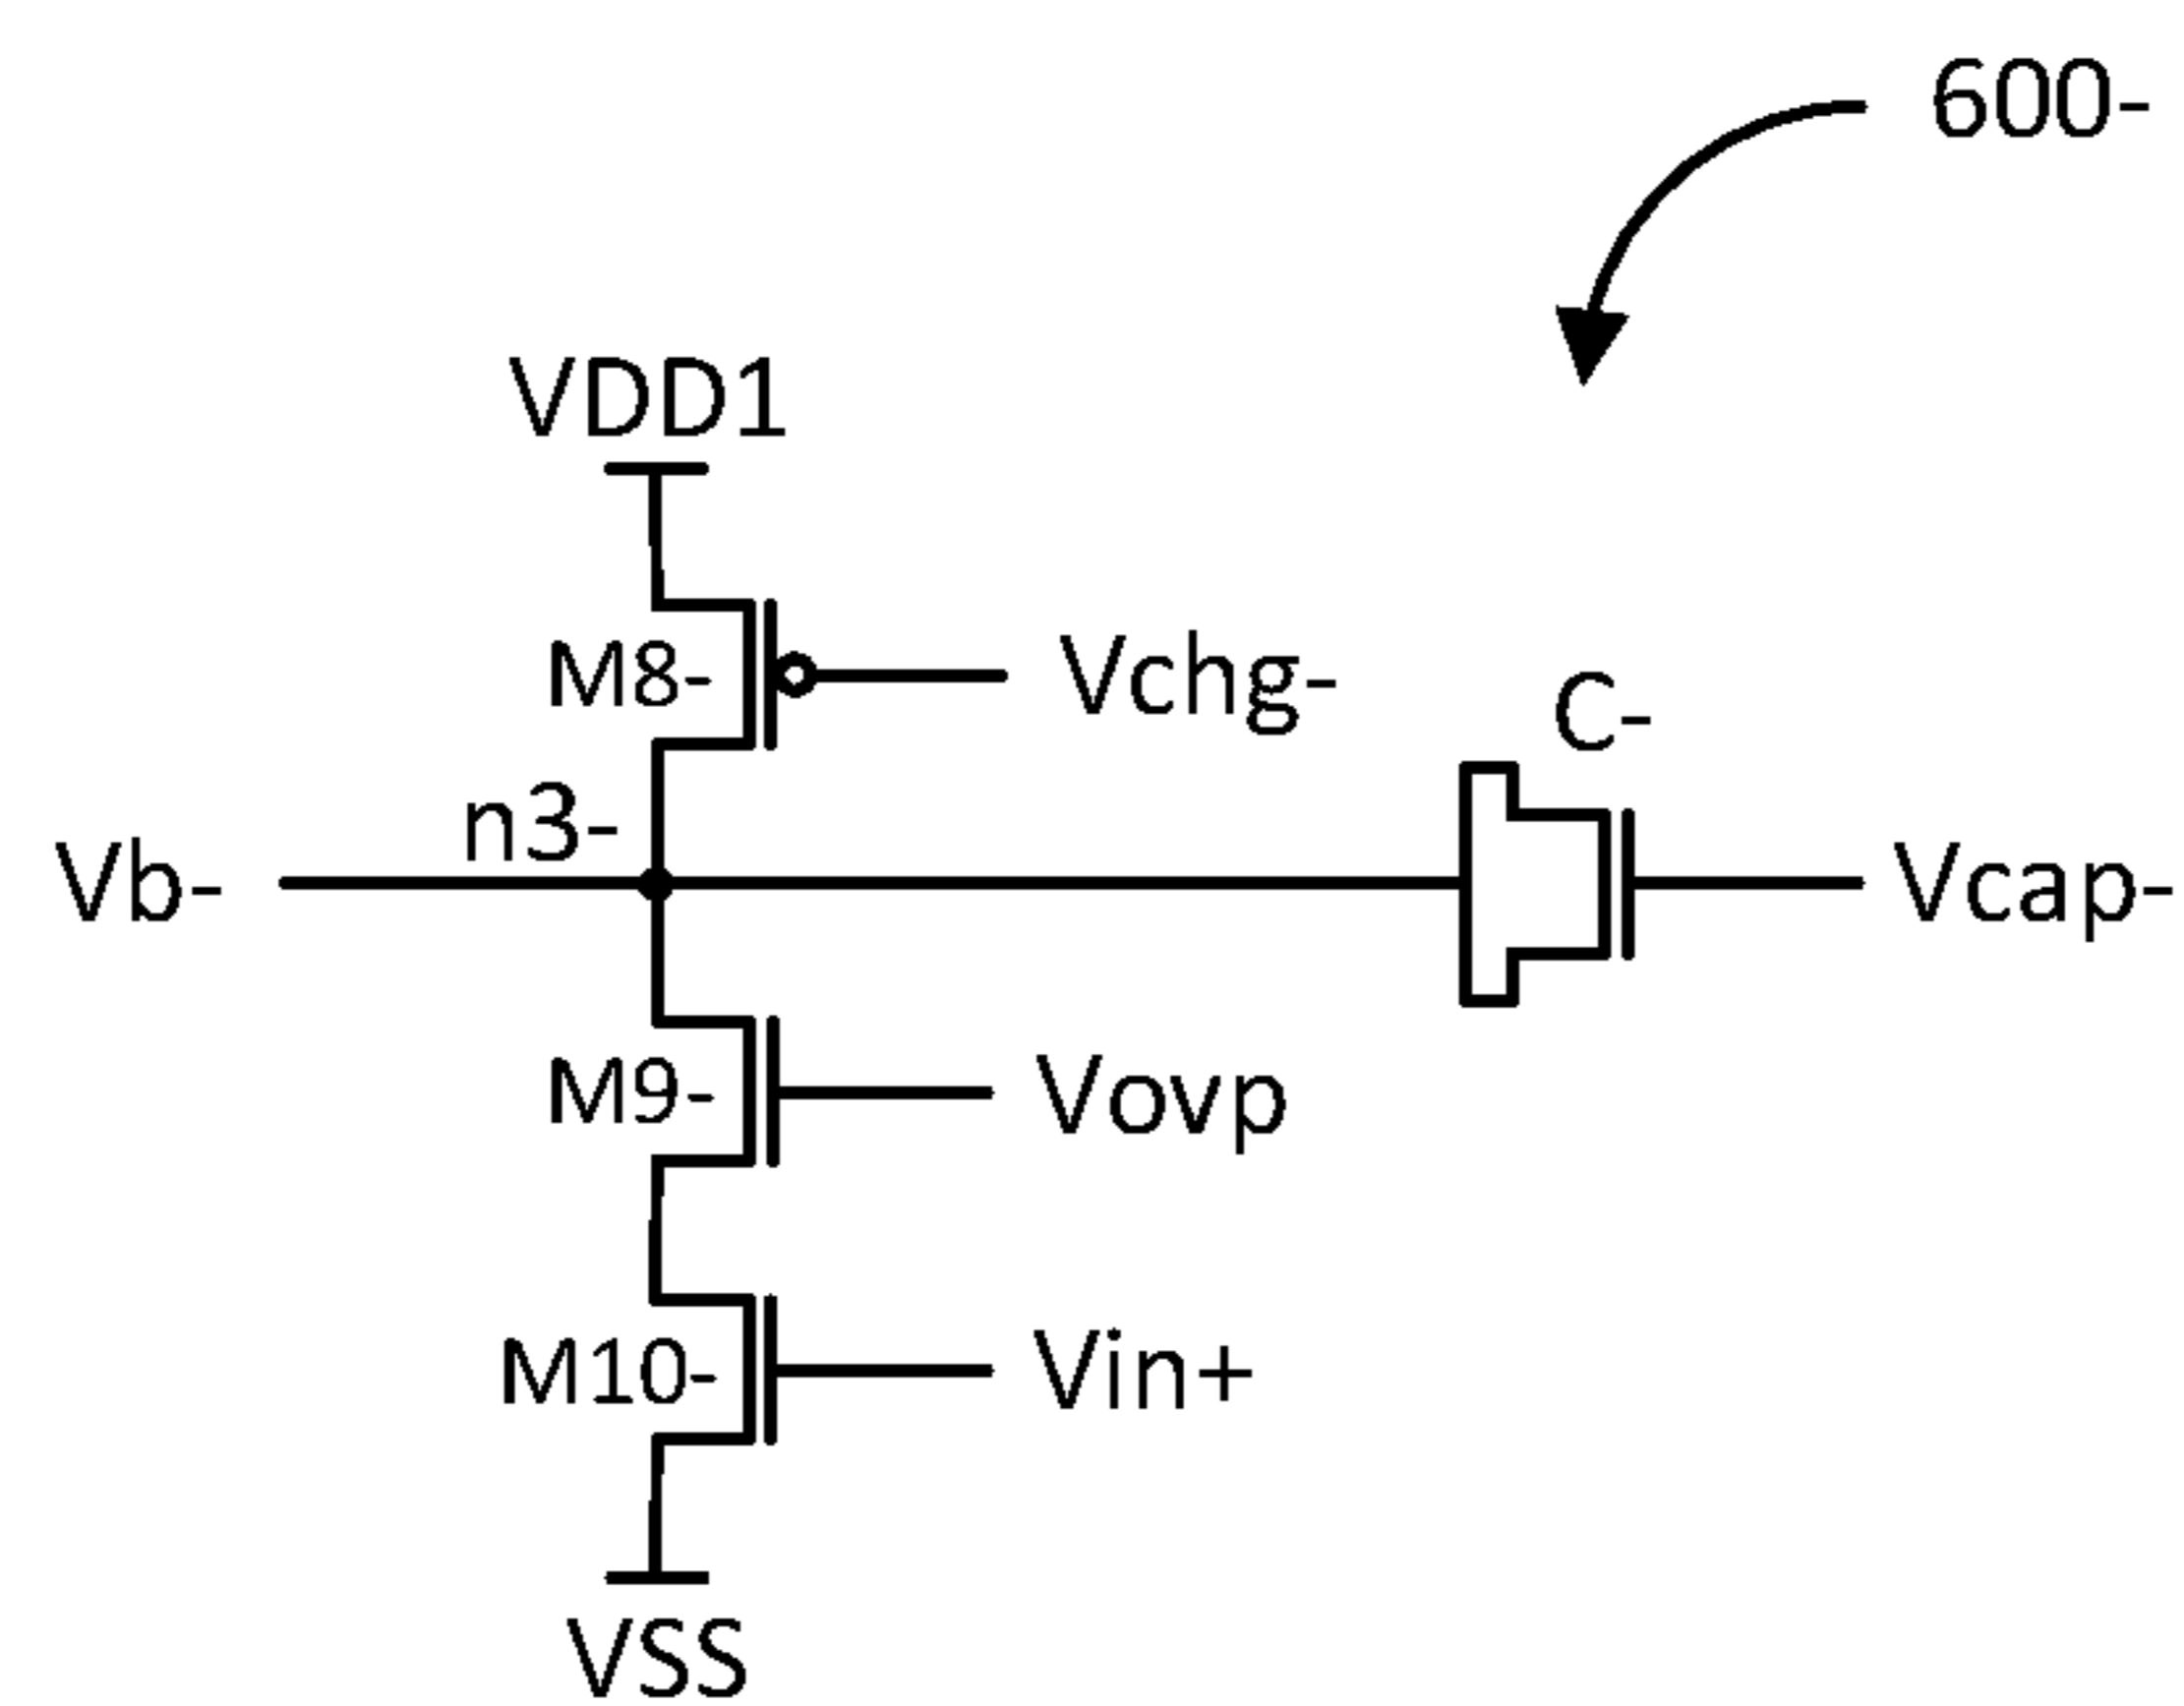 600-
VDD1
M8-
Vchg-
C-
n3-
Vb-
Vcap-
M9-
Vovp
M10-
Vin+
VSS